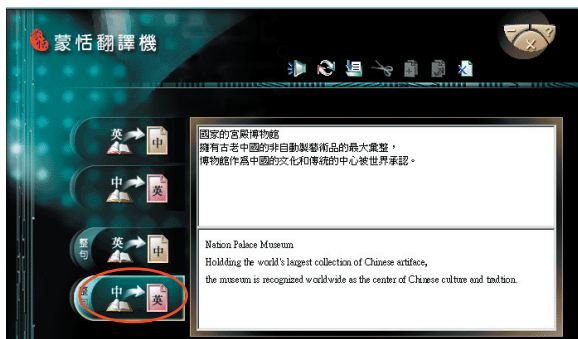 蒙恬
蒙恬翻譯機
英 中
中 英
整句 英 中
中 英
國家的宮殿博物館
擁有古老中國的非自動製藝術品的最大彙整，
博物館作爲中國的文化和傳統的中心被世界承認。
Nation Palace Museum
Holdding the world's largest collection of Chinese artiface,
the museum is recognized worldwide as the center of Chinese culture and tradtion.